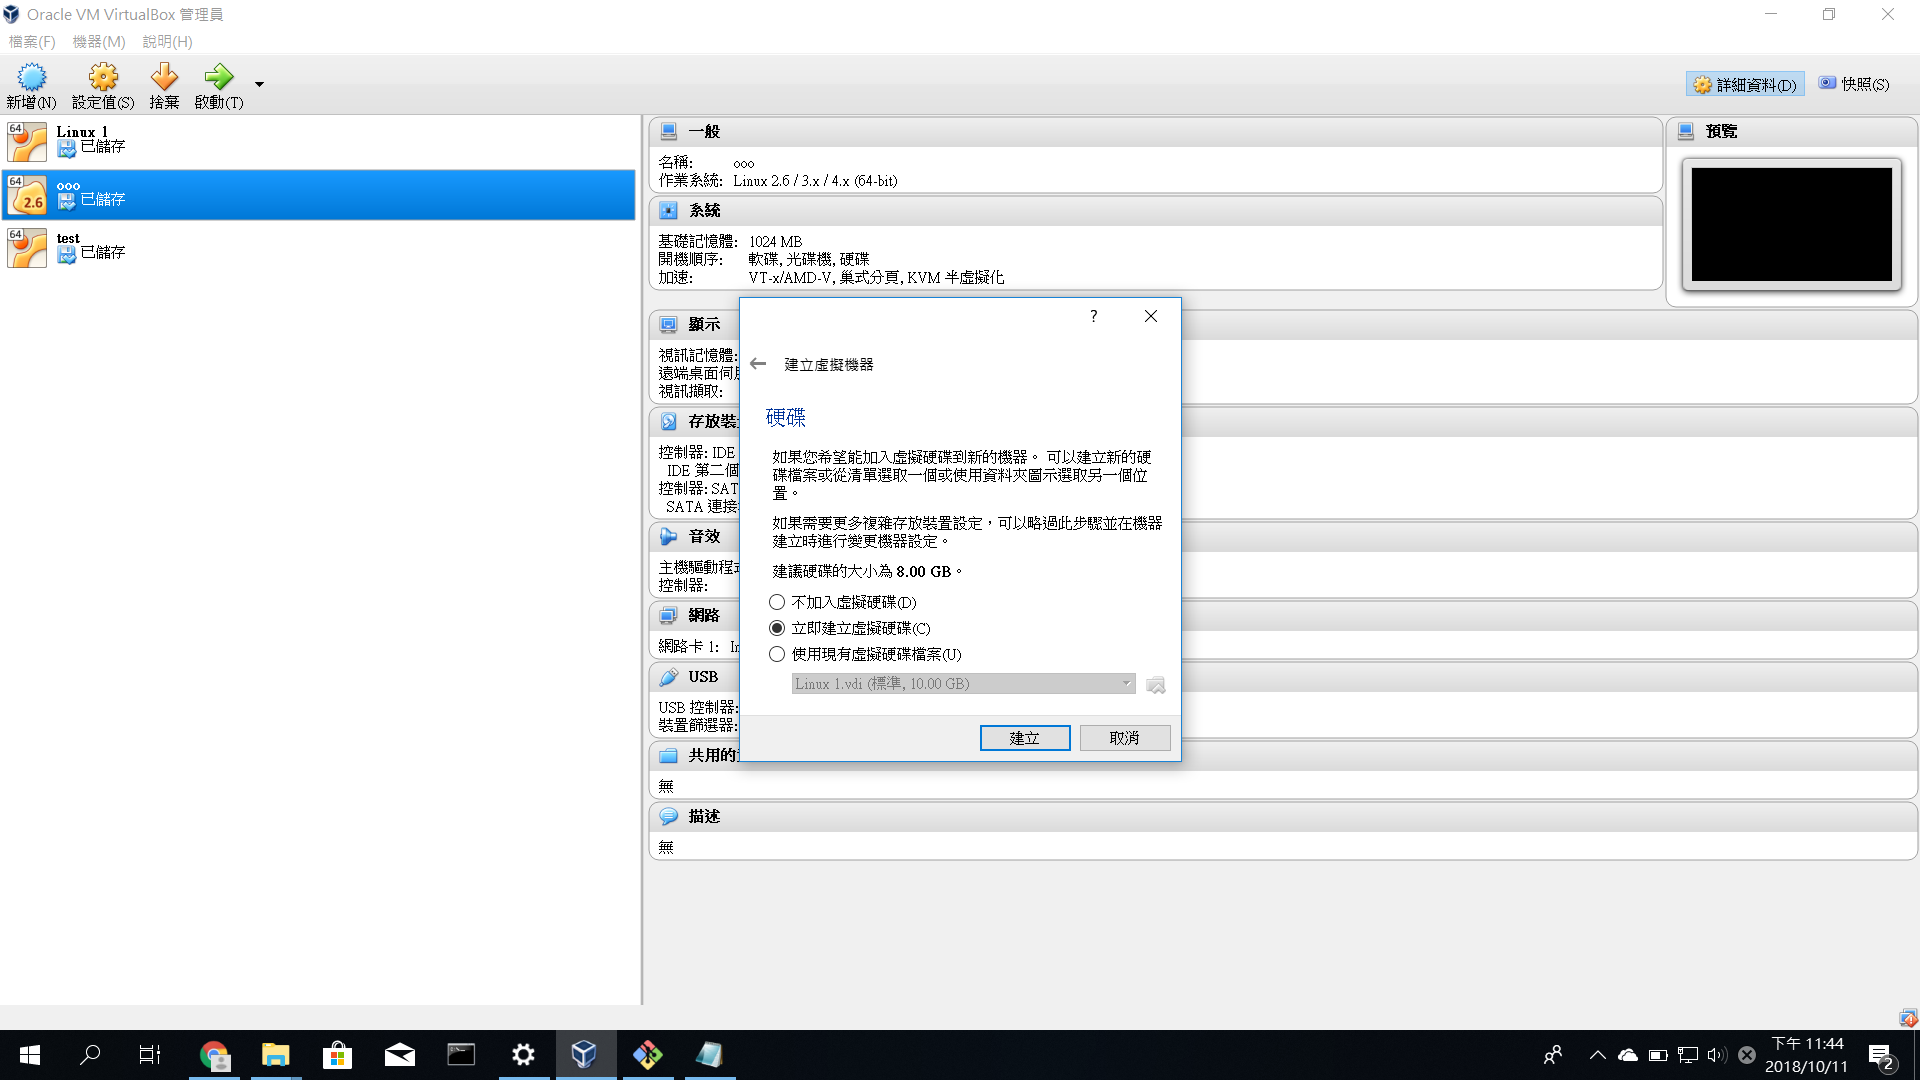 Oracle VM VirtualBox 管理員
檔案(F) 機器(M) 說明(H)
新增(N) 設定值(S) 捨棄 啟動(T)
詳細資料(D) 快照(S)
64 Linux 1
已儲存
64 2.6 ooo
已儲存
64 test
已儲存
一般
名稱: ooo
作業系統: Linux 2.6 / 3.x / 4.x (64-bit)
系統
基礎記憶體: 1024 MB
開機順序: 軟碟, 光碟機, 硬碟
加速: VT-x/AMD-V, 巢式分頁, KVM 半虛擬化
預覽
顯示
視訊記憶體:
遠端桌面伺
視訊擷取:
存放裝
控制器: IDE
IDE 第二個
控制器: SAT
SATA 連接
音效
主機驅動程
控制器:
網路
網路卡 1: In
USB
USB 控制器:
裝置篩選器:
共用的
無
描述
無
?
建立虛擬機器
硬碟
如果您希望能加入虛擬硬碟到新的機器。 可以建立新的硬
碟檔案或從清單選取一個或使用資料夾圖示選取另一個位
置。
如果需要更多複雜存放裝置設定，可以略過此步驟並在機器
建立時進行變更機器設定。
建議硬碟的大小為 8.00 GB。
不加入虛擬硬碟(D)
立即建立虛擬硬碟(C)
使用現有虛擬硬碟檔案(U)
Linux 1.vdi (標準, 10.00 GB)
建立 取消
下午 11:44
2018/10/11
2